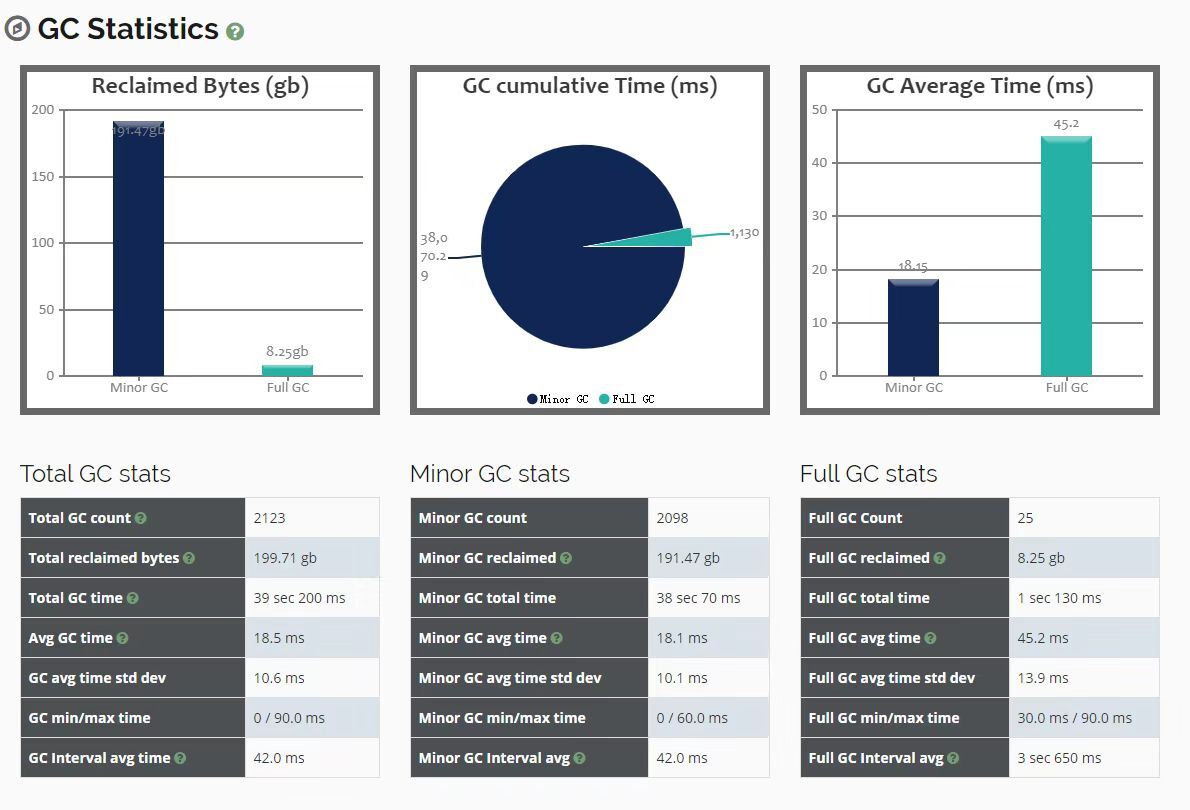 GC Statistics ?
Reclaimed Bytes (gb)
200
150
100
50
0
191.47gb
8.25gb
Minor GC
Full GC
GC cumulative Time (ms)
38,0
70.2
9
1,130
Minor GC Full GC
GC Average Time (ms)
50
40
30
20
10
0
18.15
45.2
Minor GC
Full GC
Total GC stats
Total GC count ? 2123
Total reclaimed bytes ? 199.71 gb
Total GC time ? 39 sec 200 ms
Avg GC time ? 18.5 ms
GC avg time std dev 10.6 ms
GC min/max time 0 / 90.0 ms
GC Interval avg time ? 42.0 ms
Minor GC stats
Minor GC count 2098
Minor GC reclaimed ? 191.47 gb
Minor GC total time 38 sec 70 ms
Minor GC avg time ? 18.1 ms
Minor GC avg time std dev 10.1 ms
Minor GC min/max time 0 / 60.0 ms
Minor GC Interval avg ? 42.0 ms
Full GC stats
Full GC Count 25
Full GC reclaimed ? 8.25 gb
Full GC total time 1 sec 130 ms
Full GC avg time ? 45.2 ms
Full GC avg time std dev 13.9 ms
Full GC min/max time 30.0 ms / 90.0 ms
Full GC Interval avg ? 3 sec 650 ms